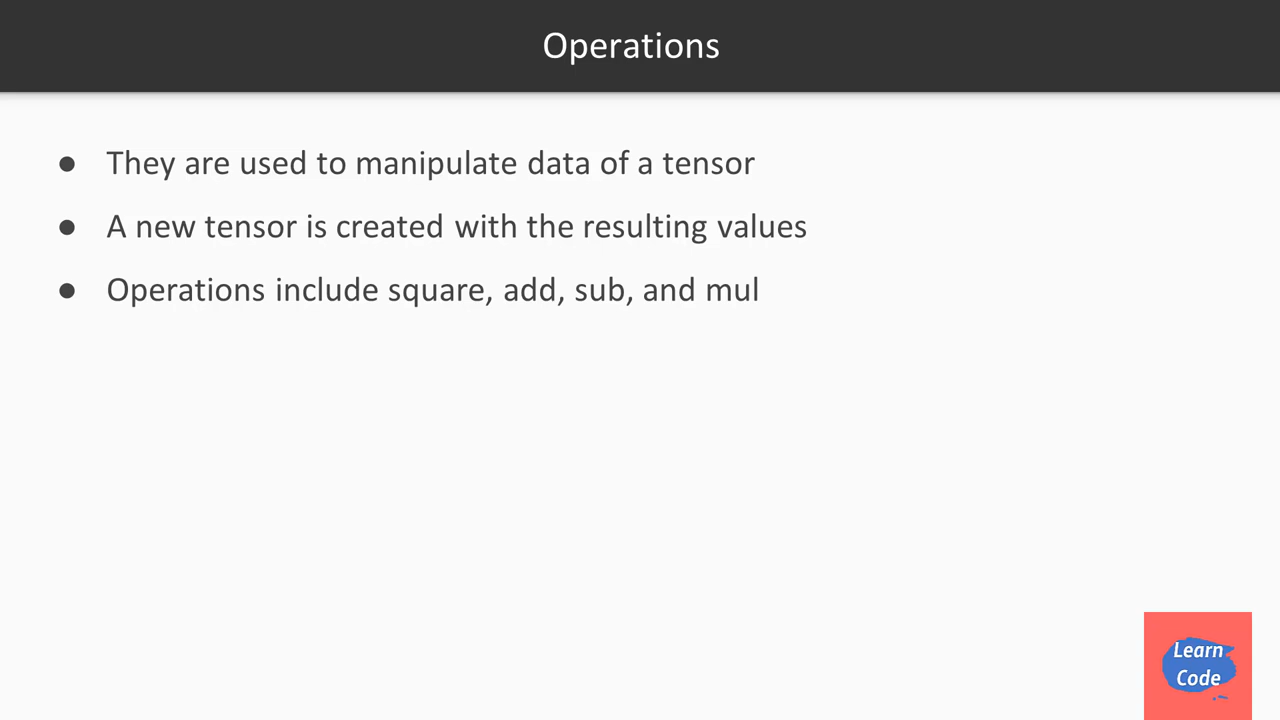 Operations
● They are used to manipulate data of a tensor
● A new tensor is created with the resulting values
● Operations include square, add, sub, and mul
Learn
Code